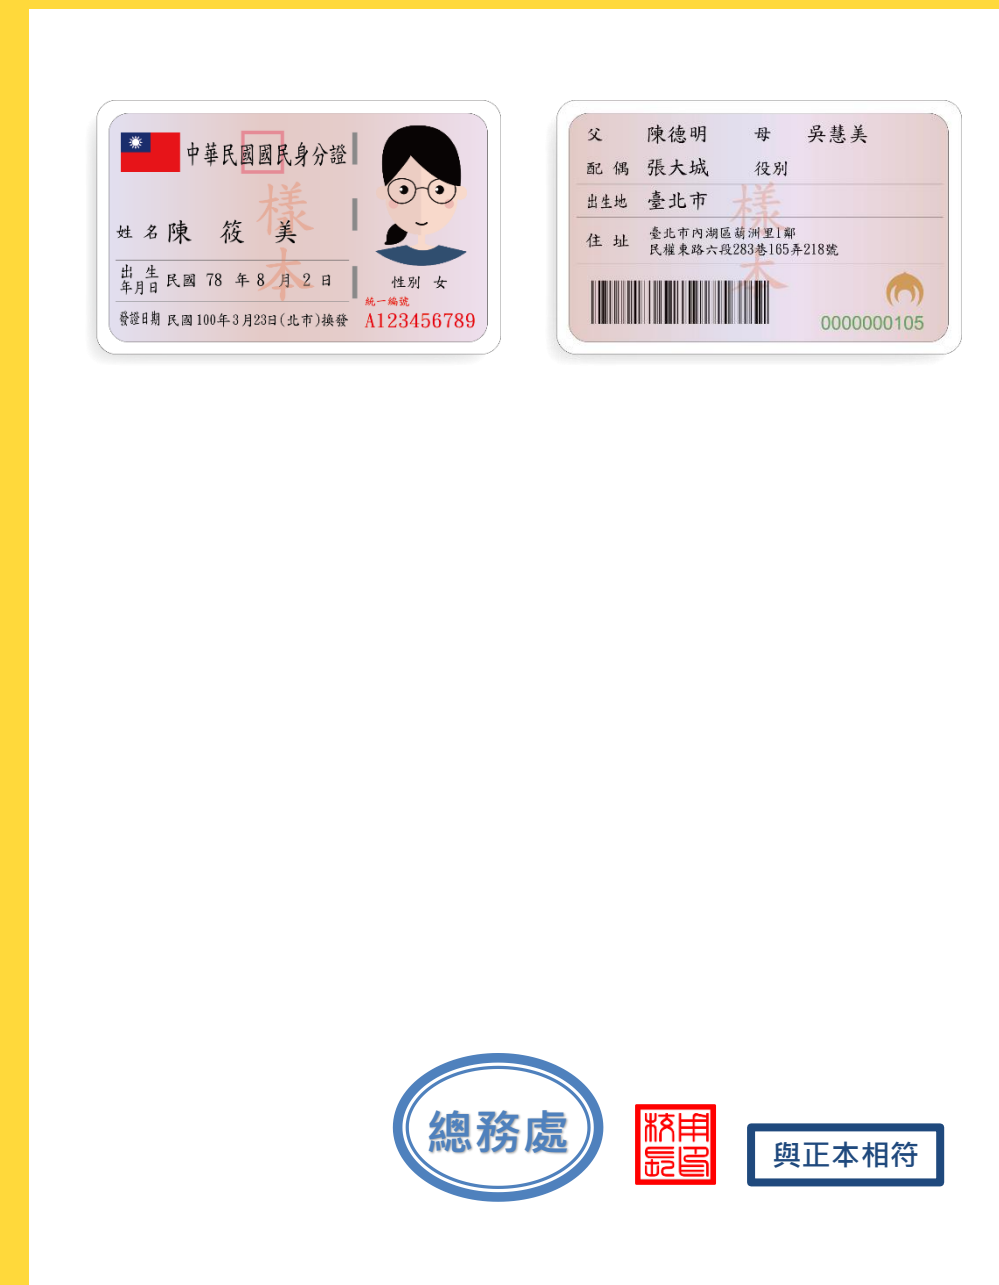 中華民國國民身分證
樣本
姓名 陳筱美
出生年月日 民國 78 年 8 月 2 日
性別 女
統一編號
A123456789
發證日期 民國100年3月23日(北市)換發
父 陳德明 母 吳慧美
配偶 張大城 役別
出生地 臺北市
樣本
住址 臺北市內湖區葫洲里1鄰
民權東路六段283巷165弄218號
0000000105
總務處
與正本相符